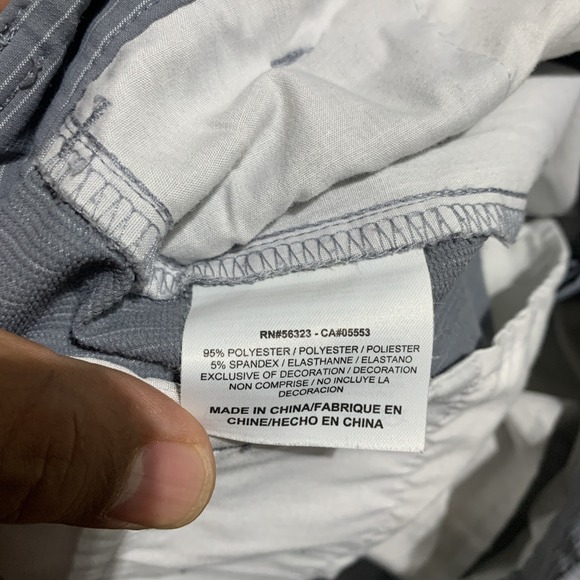 RN#56323 - CA#05553
95% POLYESTER / POLYESTER / POLIESTER
5% SPANDEX / ELASTHANNE / ELASTANO
EXCLUSIVE OF DECORATION / DECORATION
NON COMPRISE / NO INCLUYE LA
DECORACION
MADE IN CHINA/FABRIQUE EN
CHINE/HECHO EN CHINA